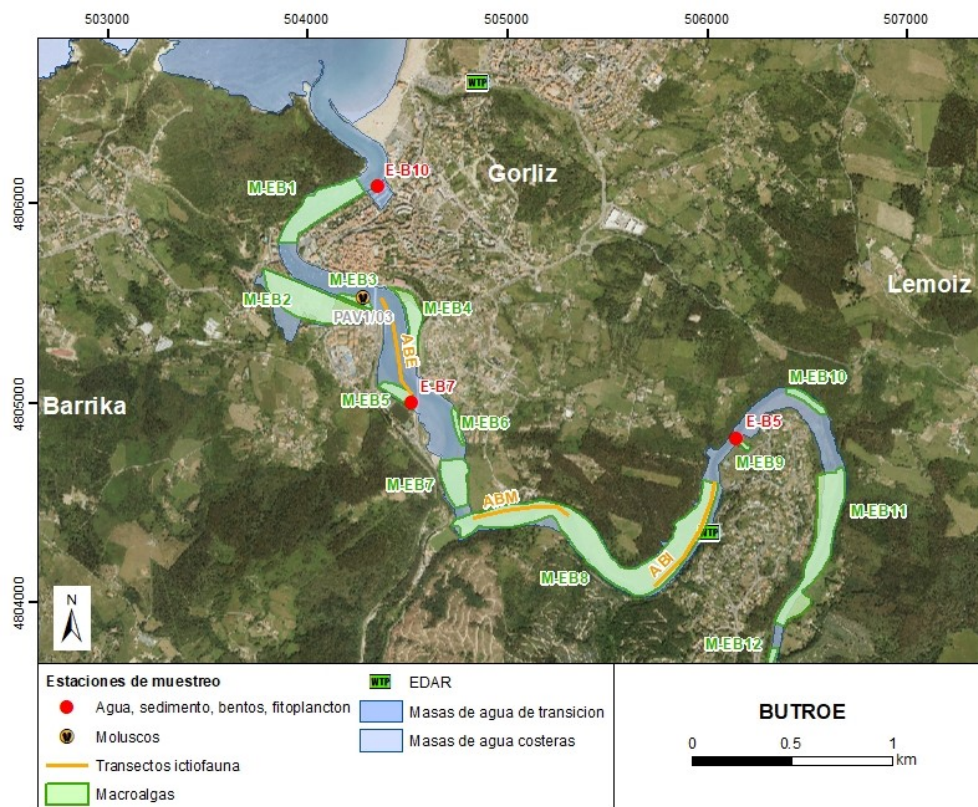 503000 504000 505000 506000 507000
WTP
Gorliz
E-B10
M-EB1
4806000
Lemoiz
M-EB3
M-EB2
M-EB4
PAV1/03
ABE
M-EB10
E-B7
M-EB5
4805000
Barrika
E-B5
M-EB6
M-EB9
M-EB7
ABM
M-EB11
WTP
ABI
M-EB8
4804000
N
M-EB12
Estaciones de muestreo
Agua, sedimento, bentos, fitoplancton
Moluscos
Transectos ictiofauna
Macroalgas
WTP EDAR
Masas de agua de transicion
Masas de agua costeras
BUTROE
0 0.5 1
km